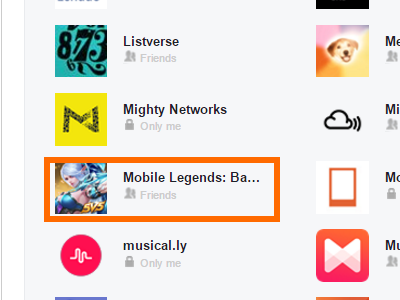 873
Listverse
Friends
Me
Mighty Networks
Only me
Mi
Mobile Legends: Ba...
Friends
5V5
Mo
musical.ly
Only me
Mu